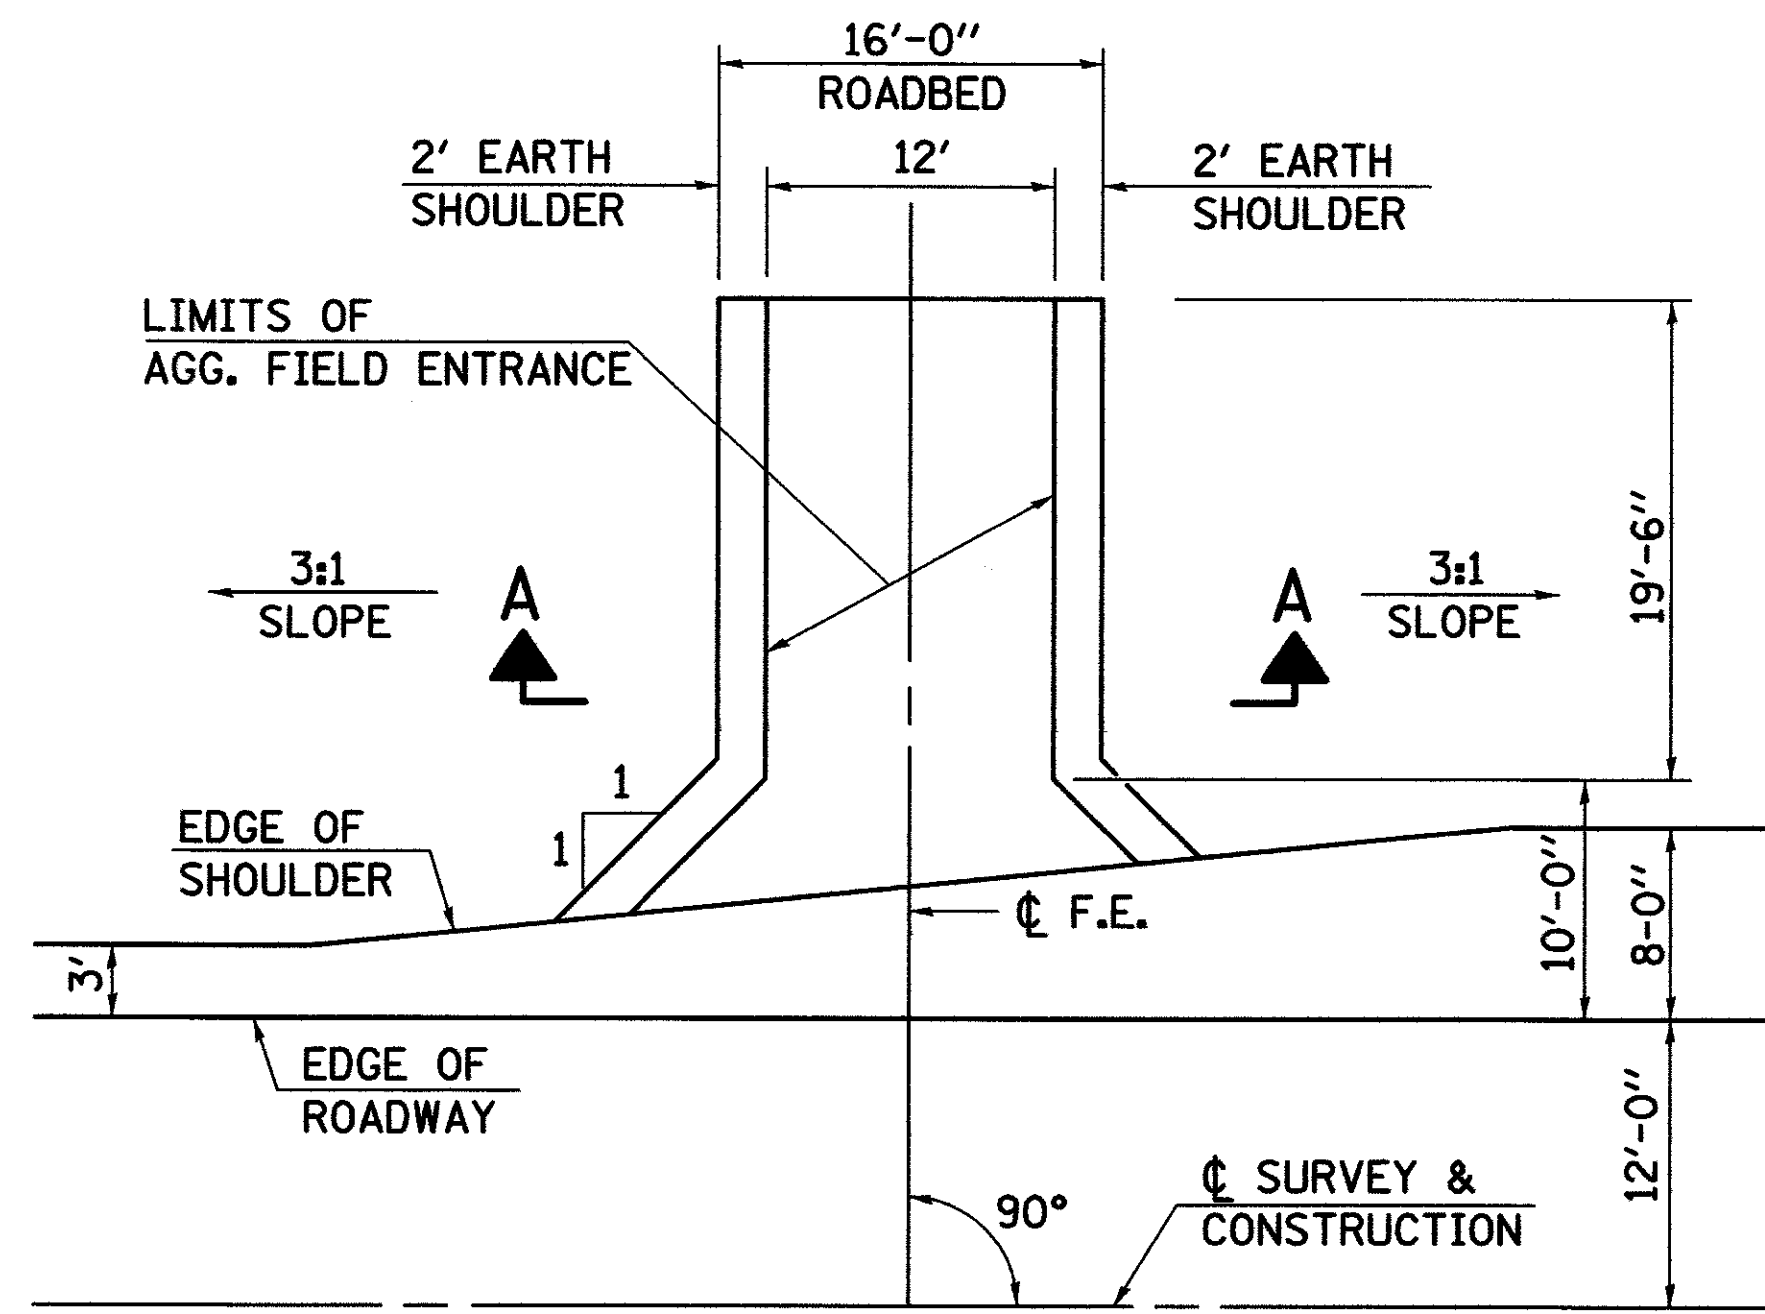 16'-0"
ROADBED
2' EARTH
SHOULDER
12'
2' EARTH
SHOULDER
LIMITS OF
AGG. FIELD ENTRANCE
3:1
SLOPE
A
A
3:1
SLOPE
19'-6"
1
1
EDGE OF
SHOULDER
℄ F.E.
10'-0"
8-0"
3'
EDGE OF
ROADWAY
12'-0"
90°
℄ SURVEY &
CONSTRUCTION